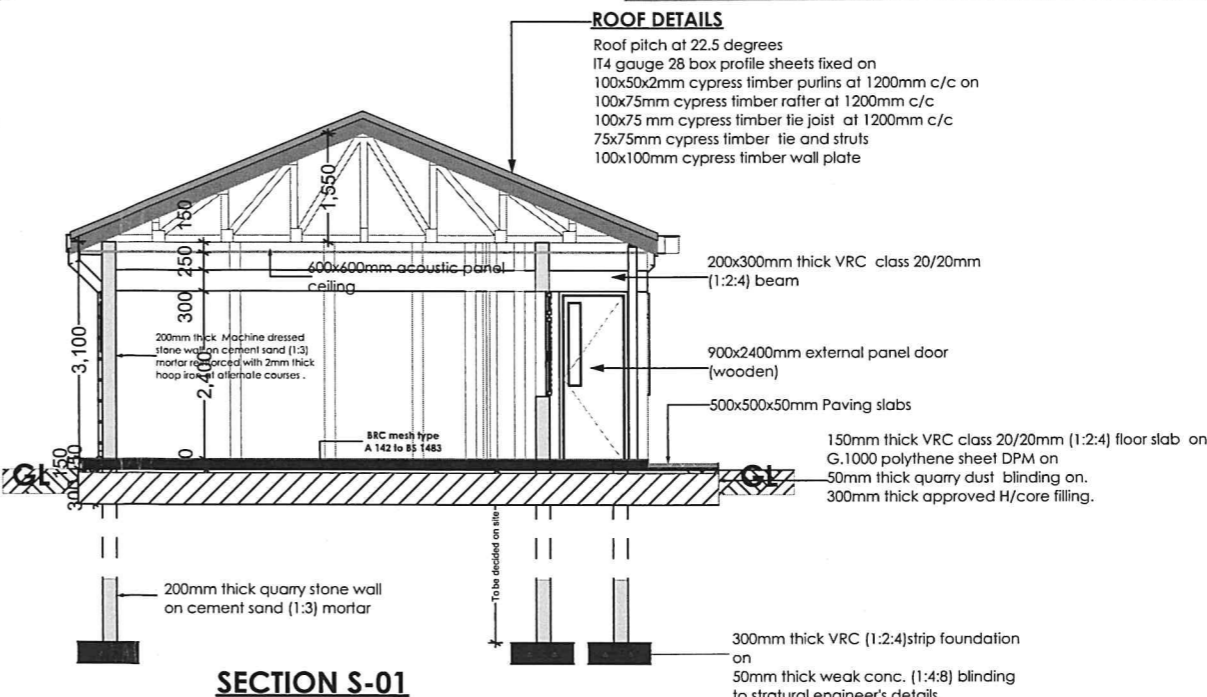 ROOF DETAILS
Roof pitch at 22.5 degrees
IT4 gauge 28 box profile sheets fixed on
100x50x2mm cypress timber purlins at 1200mm c/c on
100x75mm cypress timber rafter at 1200mm c/c
100x75 mm cypress timber tie joist at 1200mm c/c
75x75mm cypress timber tie and struts
100x100mm cypress timber wall plate
1,550
150
250
300
2,400
0
3,100
600x600mm acoustic panel
ceiling
200x300mm thick VRC class 20/20mm
(1:2:4) beam
200mm thick Machine dressed
stone wall on cement sand (1:3)
mortar reinforced with 2mm thick
hoop iron at alternate courses .
900x2400mm external panel door
(wooden)
500x500x50mm Paving slabs
BRC mesh type
A 142 to BS 1483
150mm thick VRC class 20/20mm (1:2:4) floor slab on
G.1000 polythene sheet DPM on
50mm thick quarry dust blinding on.
300mm thick approved H/core filling.
GL
GL
To be decided on site
200mm thick quarry stone wall
on cement sand (1:3) mortar
300mm thick VRC (1:2:4)strip foundation
on
50mm thick weak conc. (1:4:8) blinding
to stratural engineer's details
SECTION S-01